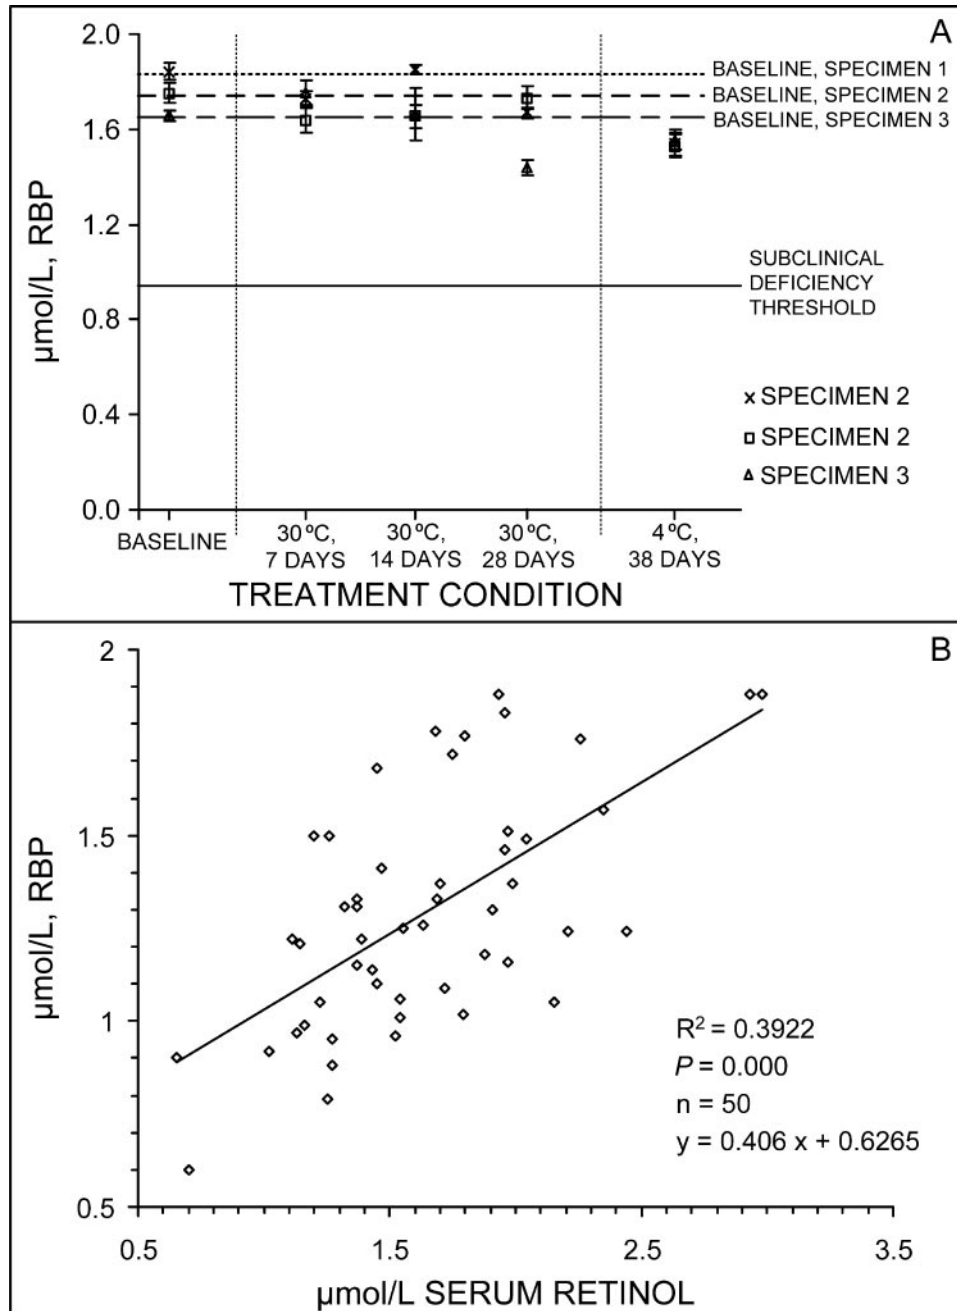 A
2.0
1.6
1.2
0.8
0.4
0.0
µmol/L, RBP
BASELINE, SPECIMEN 1
BASELINE, SPECIMEN 2
BASELINE, SPECIMEN 3
SUBCLINICAL
DEFICIENCY
THRESHOLD
× SPECIMEN 2
SPECIMEN 2
SPECIMEN 3
BASELINE
30 ºC,
7 DAYS
30 ºC,
14 DAYS
30 ºC,
28 DAYS
4 ºC,
38 DAYS
TREATMENT CONDITION
B
2
1.5
1
0.5
µmol/L, RBP
R² = 0.3922
P = 0.000
n = 50
y = 0.406 x + 0.6265
0.5 1.5 2.5 3.5
µmol/L SERUM RETINOL